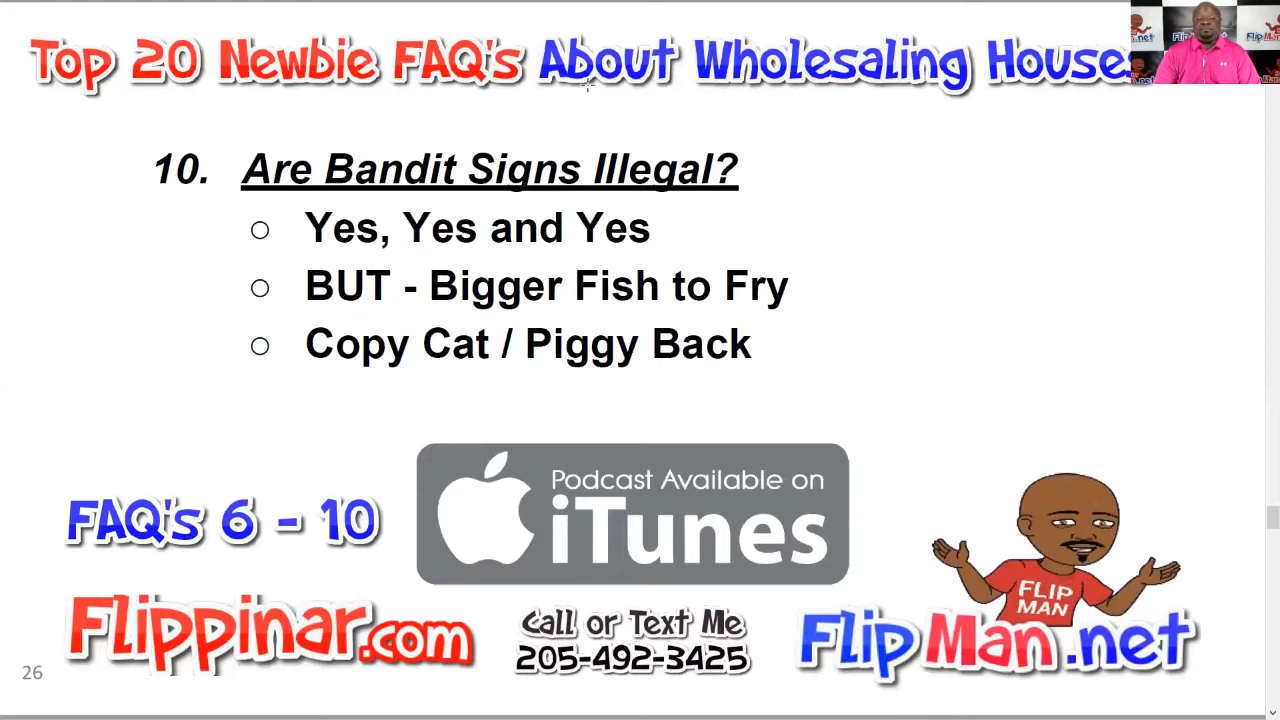 Top 20 Newbie FAQ's About Wholesaling House
10. Are Bandit Signs Illegal?
○ Yes, Yes and Yes
○ BUT - Bigger Fish to Fry
○ Copy Cat / Piggy Back
Podcast Available on
iTunes
FAQ's 6 - 10
FLIP
MAN
Flippinar.com
Call or Text Me
205-492-3425
FlipMan.net
26